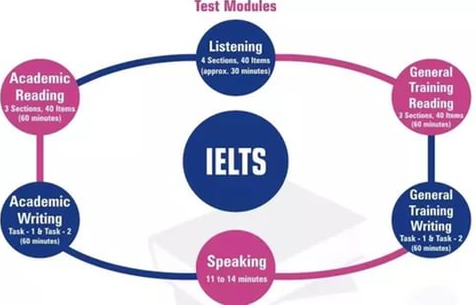 Test Modules
Listening
4 Sections, 40 Items
(approx. 30 minutes)
Academic
Reading
3 Sections, 40 Items
(60 minutes)
General
Training
Reading
3 Sections, 40 Items
(60 minutes)
IELTS
Academic
Writing
Task - 1 & Task - 2
(60 minutes)
General
Training
Writing
Task - 1 & Task - 2
(60 minutes)
Speaking
11 to 14 minutes